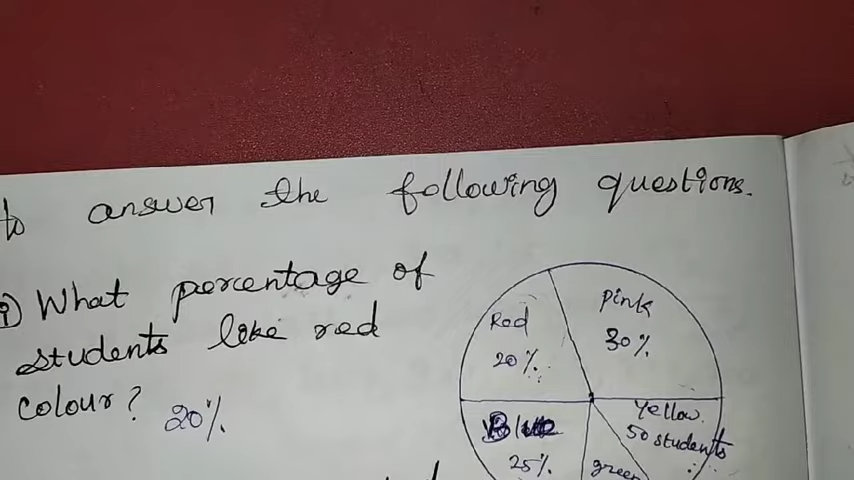 to answer the following questions.
i) What percentage of
students like red
colour? 20%
Red
20%
Pink
30%
Blue
25%
Yellow.
50 students
green